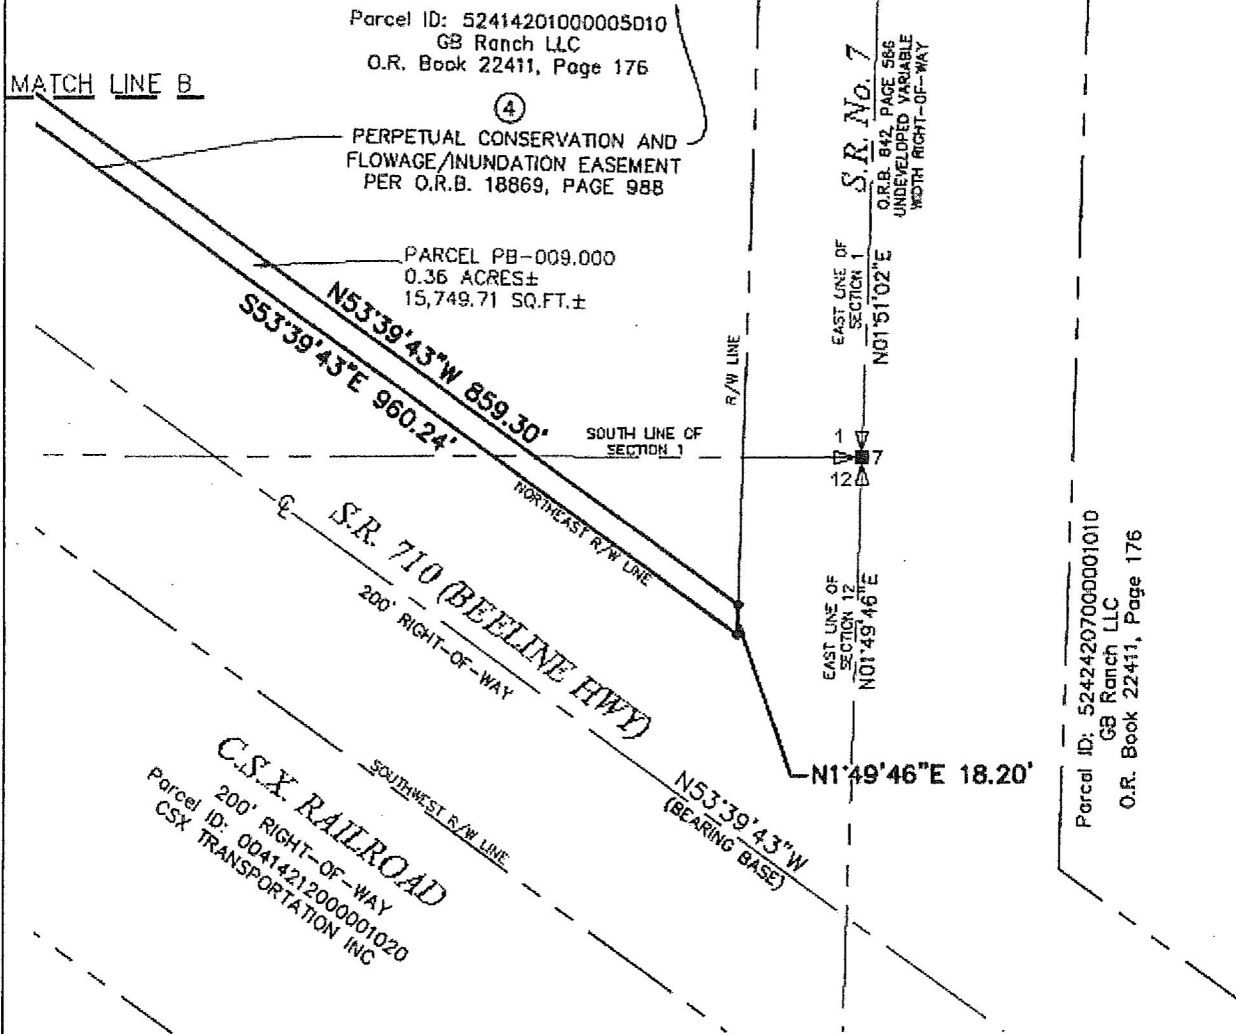 Parcel ID: 52414201000005010
GB Ranch LLC
O.R. Book 22411, Page 176
MATCH LINE B
4
PERPETUAL CONSERVATION AND
FLOWAGE/INUNDATION EASEMENT
PER O.R.B. 18869, PAGE 988
PARCEL PB-009.000
0.36 ACRES±
15,749.71 SQ.FT.±
N53°39'43"W 859.30'
S53°39'43"E 960.24'
S.R. No. 7
O.R.B. 842, PAGE 566
UNDEVELOPED VARIABLE
WIDTH RIGHT-OF-WAY
EAST LINE OF
SECTION 1
N01°51'02"E
R/W LINE
SOUTH LINE OF
SECTION 1
1
7
12
NORTHEAST R/W LINE
℄
S.R. 710 (BEELINE HWY)
200' RIGHT-OF-WAY
EAST LINE OF
SECTION 12
N01°49'46"E
N1°49'46"E 18.20'
N53°39'43"W
(BEARING BASE)
SOUTHWEST R/W LINE
C.S.X. RAILROAD
200' RIGHT-OF-WAY
Parcel ID: 00414212000001020
CSX TRANSPORTATION INC
Parcel ID: 52424207000001010
GB Ranch LLC
O.R. Book 22411, Page 176